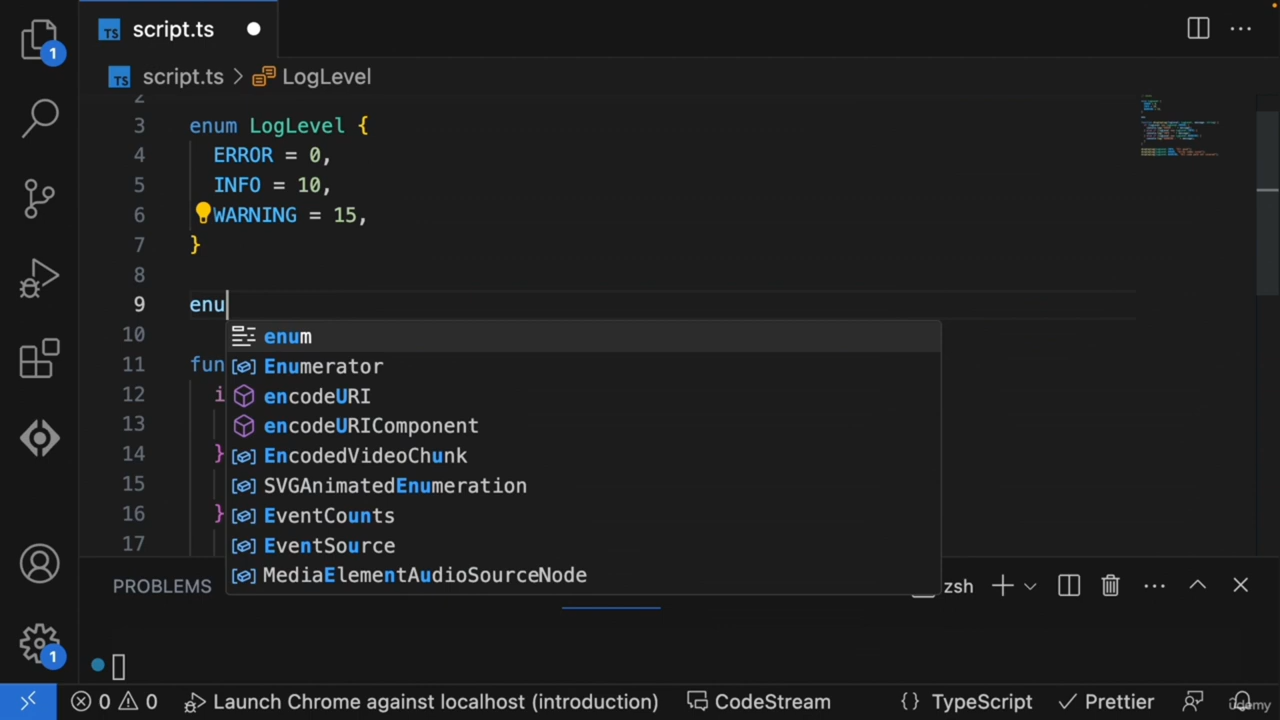 script.ts
1
script.ts > LogLevel
2
3 enum LogLevel {
4 ERROR = 0,
5 INFO = 10,
6 WARNING = 15,
7 }
8
9 enu
enum
10
Enumerator
11 fun
encodeURI
12 i
encodeURIComponent
13
EncodedVideoChunk
14 }
SVGAnimatedEnumeration
15
EventCounts
16 }
EventSource
17
MediaElementAudioSourceNode
PROBLEMS
zsh
1
0 0 Launch Chrome against localhost (introduction) CodeStream {} TypeScript Prettier
ûdemy